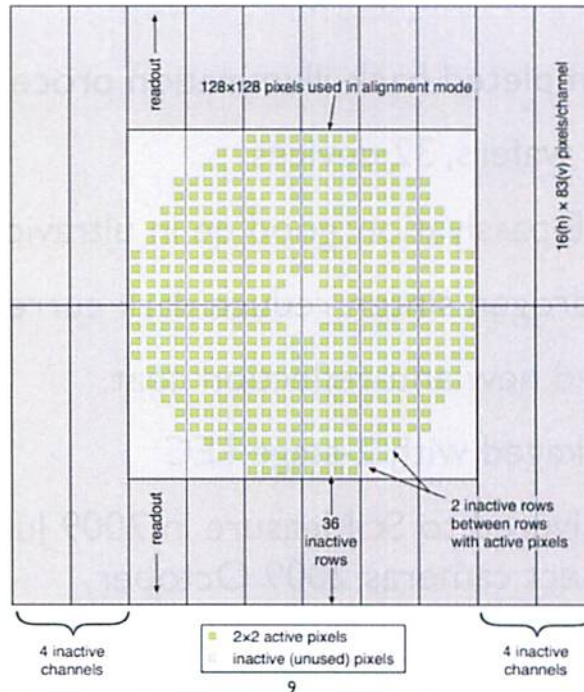 readout
128×128 pixels used in alignment mode
16(h) × 83(v) pixels/channel
readout
36
inactive
rows
2 inactive rows
between rows
with active pixels
4 inactive
channels
2×2 active pixels
inactive (unused) pixels
4 inactive
channels
9